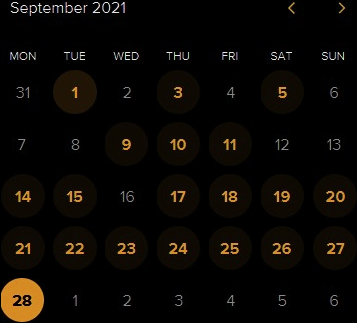 September 2021
MON TUE WED THU FRI SAT SUN
31 1 2 3 4 5 6
7 8 9 10 11 12 13
14 15 16 17 18 19 20
21 22 23 24 25 26 27
28 1 2 3 4 5 6